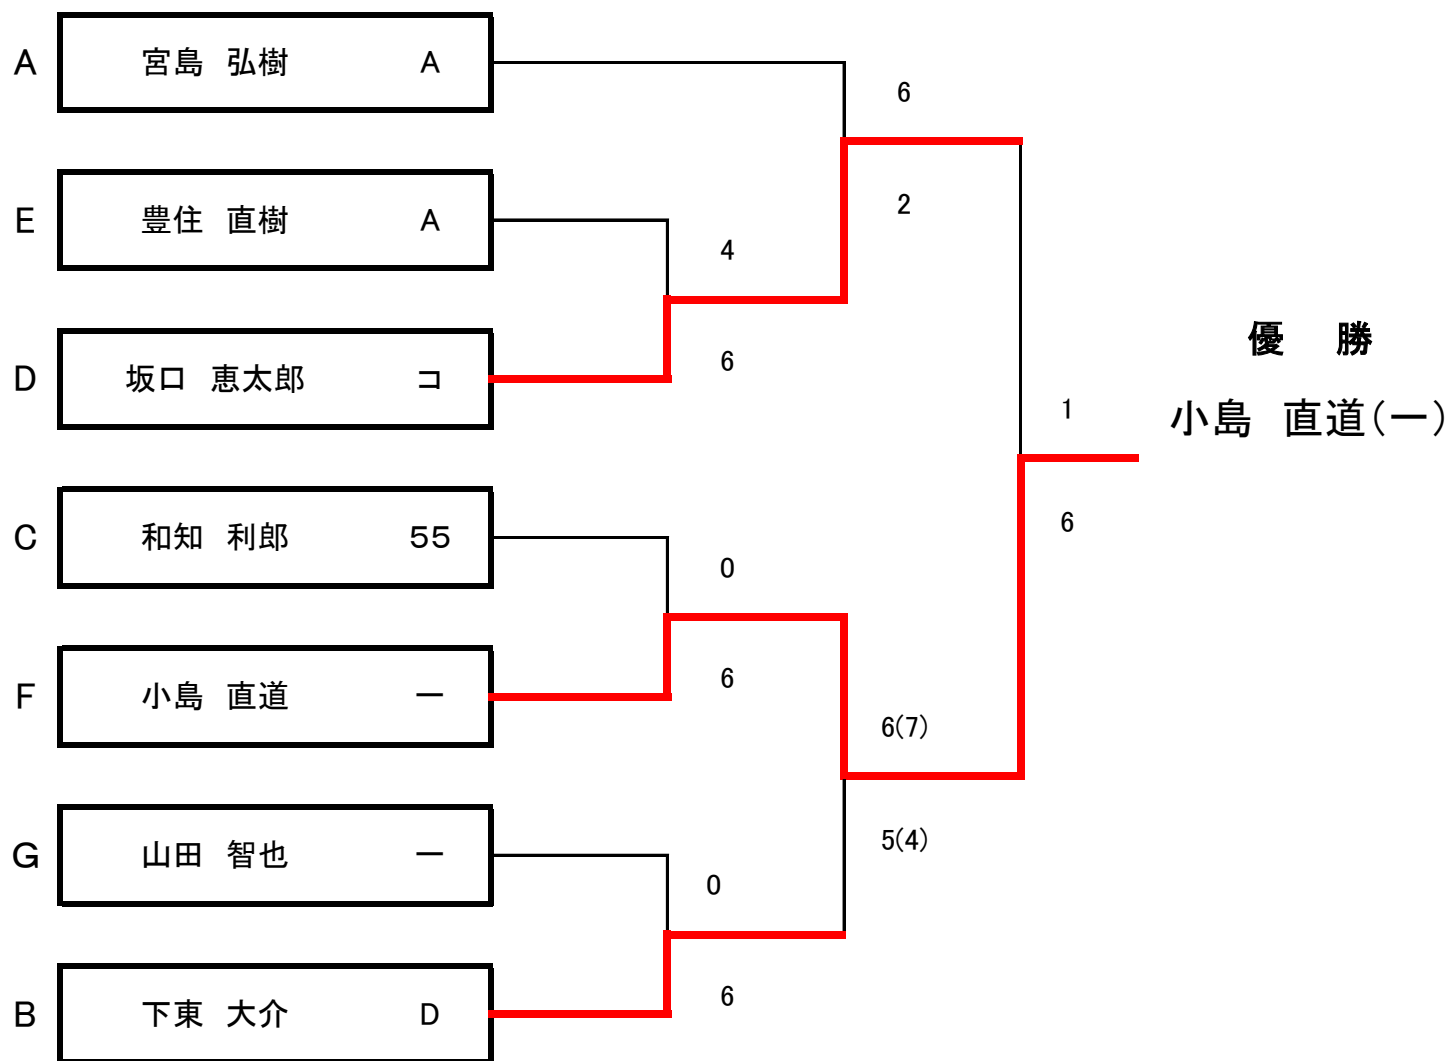 A 宮島 弘樹 A
6
E 豊住 直樹 A
2
4
D 坂口 恵太郎 コ
6
優 勝
小島 直道(一)
1
6
C 和知 利郎 55
0
F 小島 直道 一
6
6(7)
5(4)
G 山田 智也 一
0
B 下東 大介 D
6